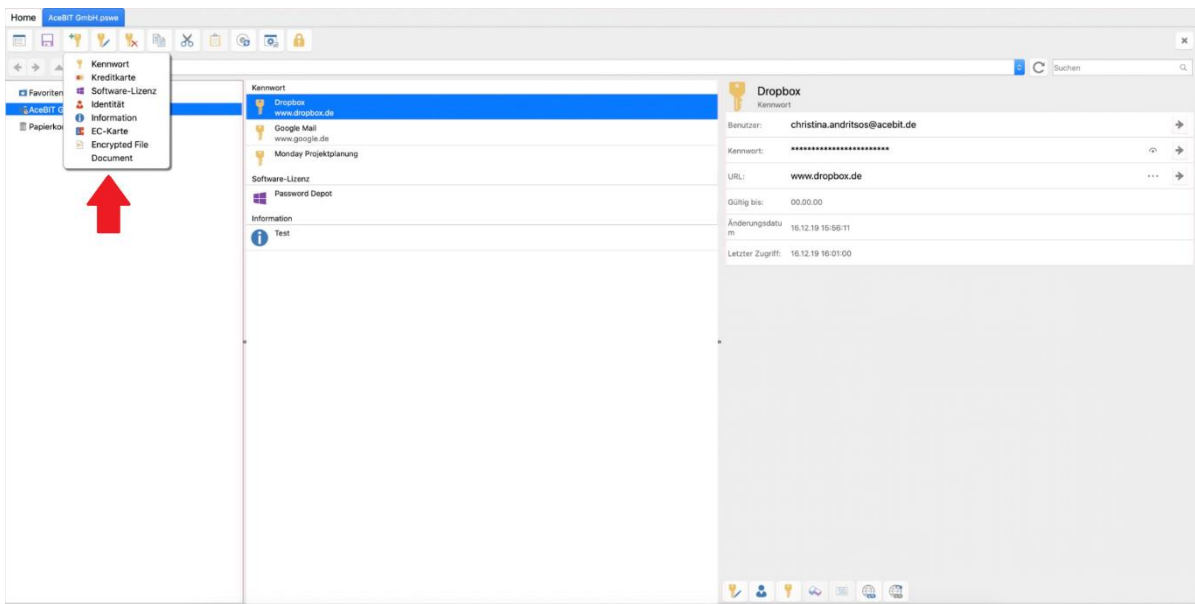 Home AceBIT GmbH.pswe
Suchen
Kennwort
Kreditkarte
Software-Lizenz
Identität
Information
EC-Karte
Encrypted File
Document
Favoriten
AceBIT G
Papierko
Kennwort
Dropbox
www.dropbox.de
Google Mail
www.google.de
Monday Projektplanung
Software-Lizenz
Password Depot
Information
Test
Dropbox
Kennwort
Benutzer: christina.andritsos@acebit.de
Kennwort: ************************
URL: www.dropbox.de
Gültig bis: 00.00.00
Änderungsdatu
m 16.12.19 15:56:11
Letzter Zugriff: 16.12.19 16:01:00